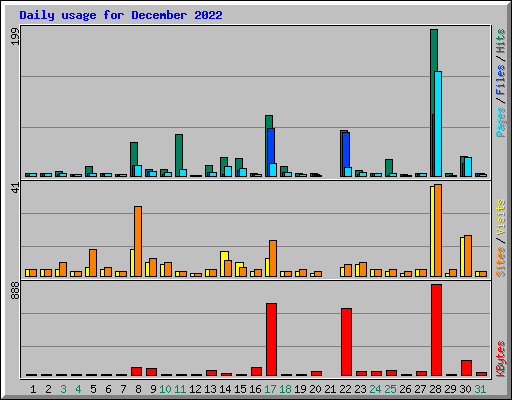 Daily usage for December 2022
199
Pages / Files / Hits
41
Sites / Visits
888
KBytes
1 2 3 4 5 6 7 8 9 10 11 12 13 14 15 16 17 18 19 20 21 22 23 24 25 26 27 28 29 30 31